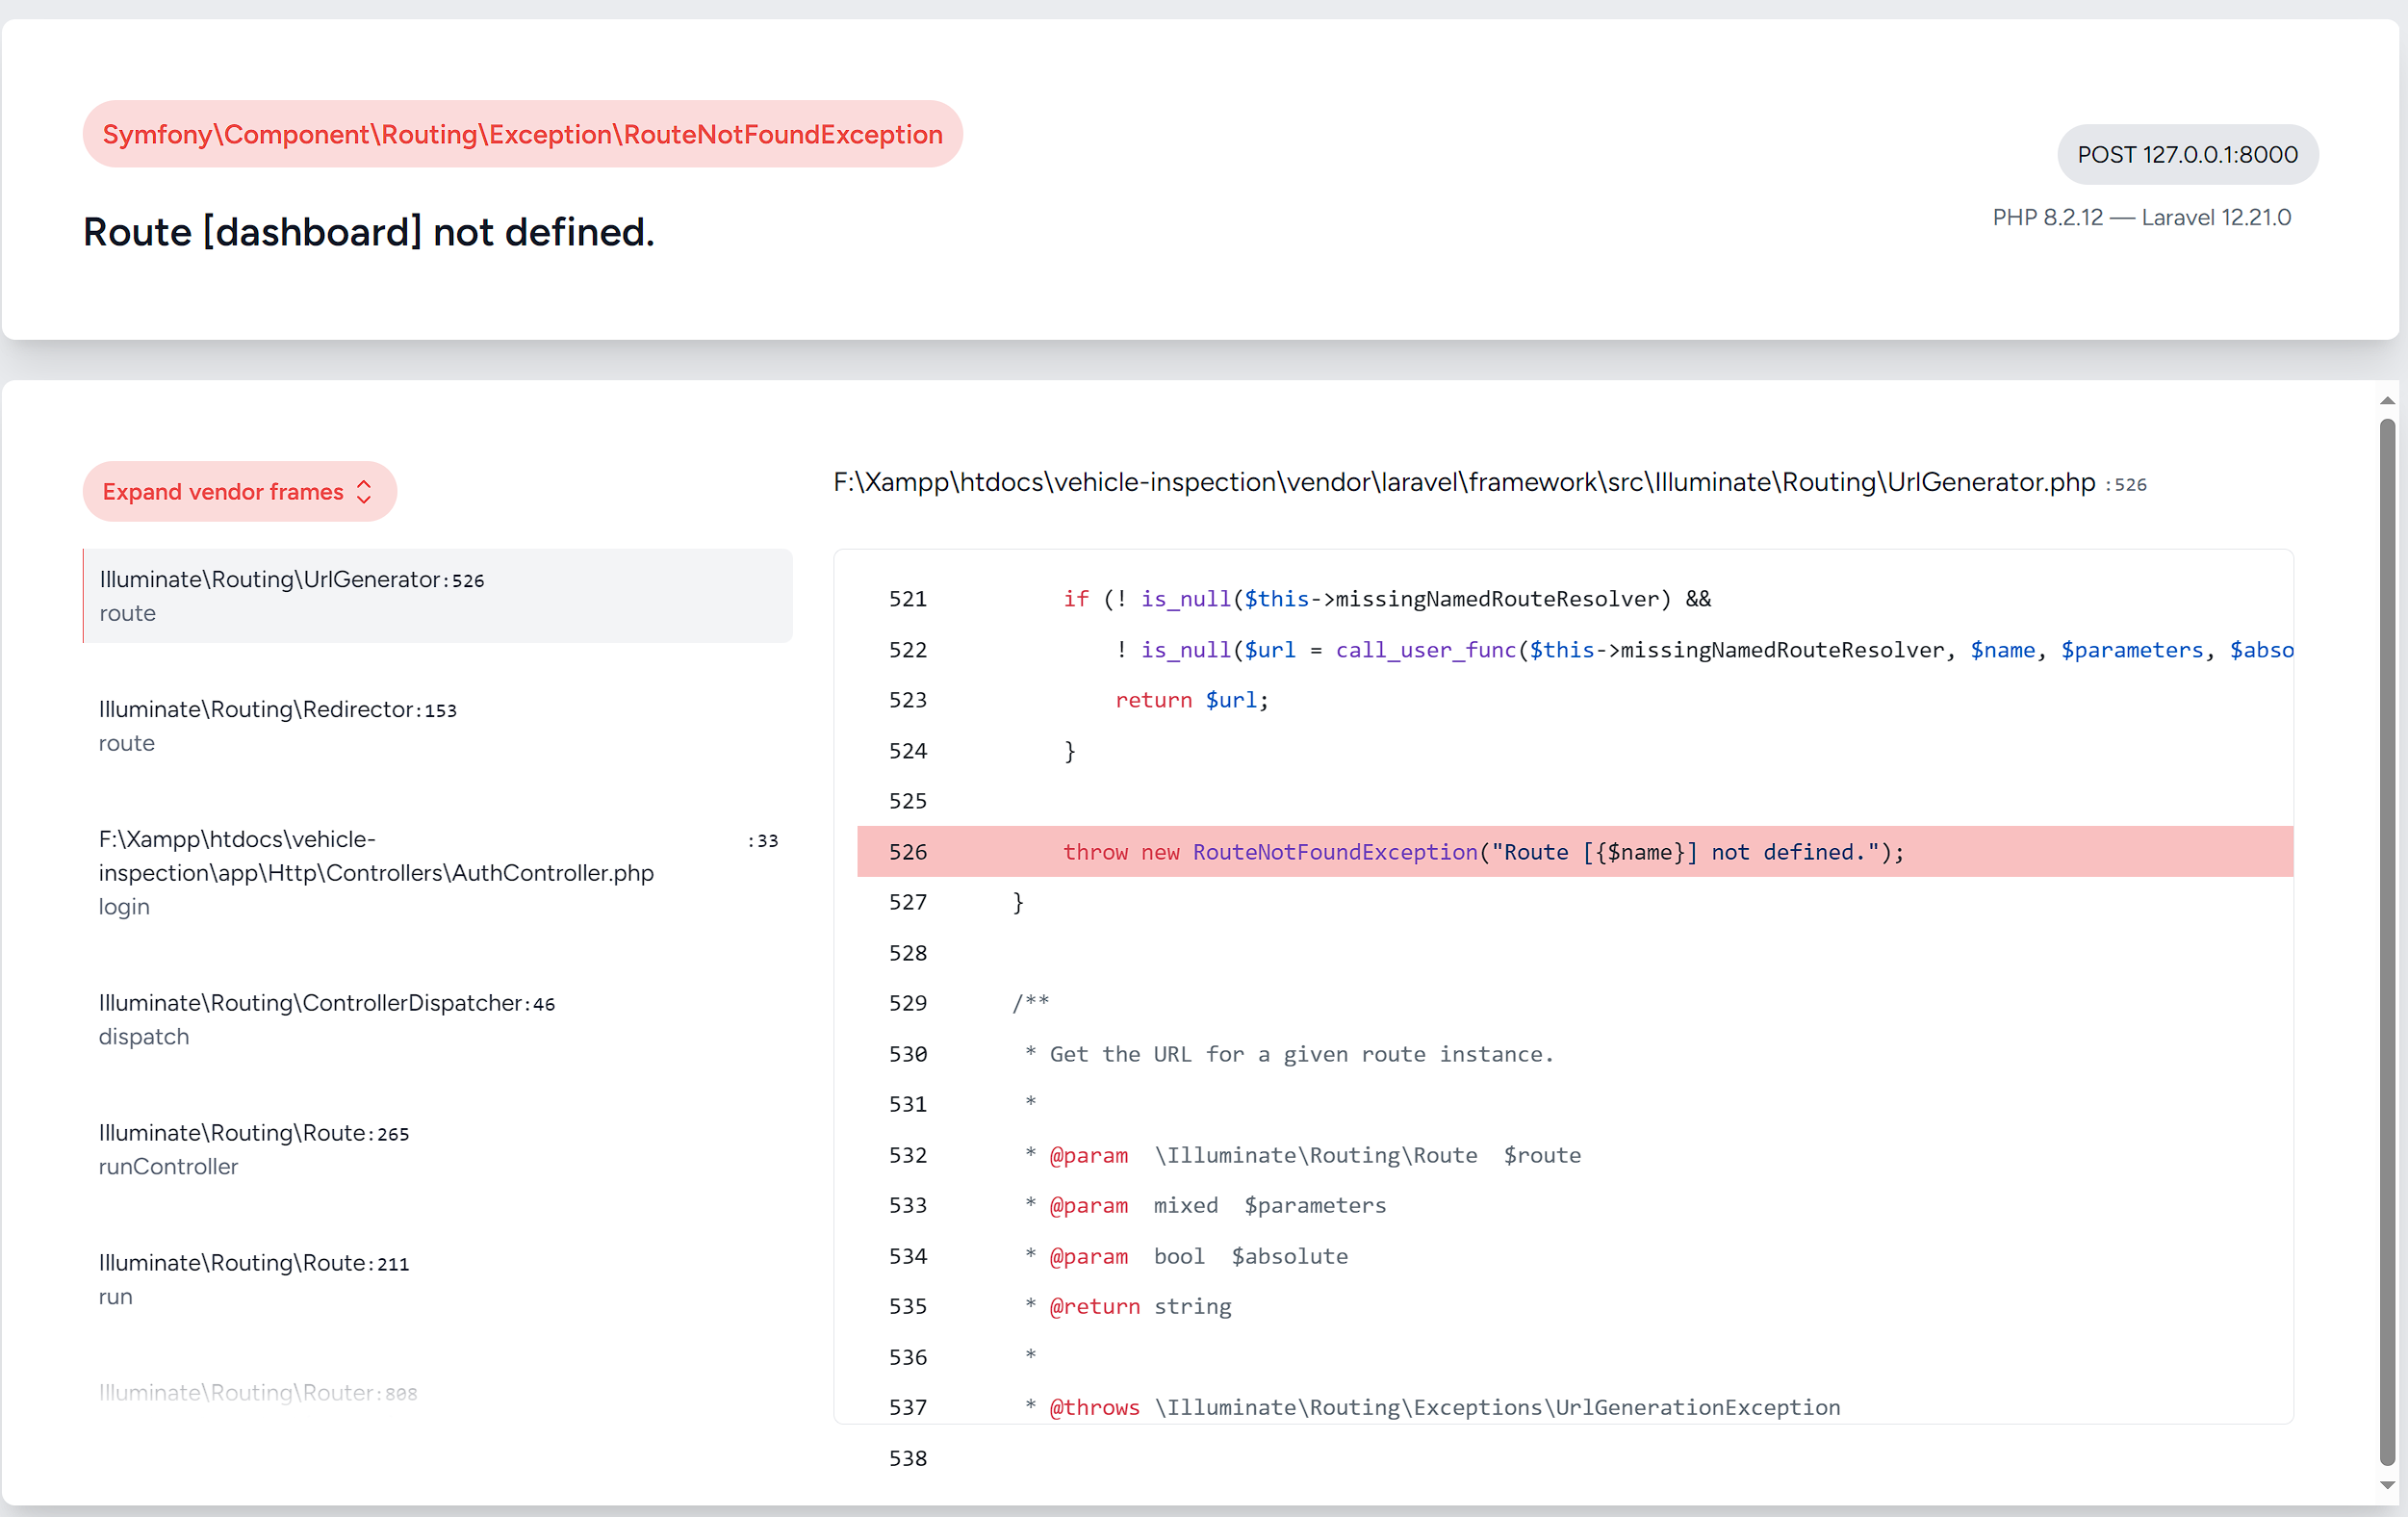 Symfony\Component\Routing\Exception\RouteNotFoundException
Route [dashboard] not defined.
POST 127.0.0.1:8000
PHP 8.2.12 — Laravel 12.21.0
Expand vendor frames
Illuminate\Routing\UrlGenerator:526
route
Illuminate\Routing\Redirector:153
route
F:\Xampp\htdocs\vehicle-
inspection\app\Http\Controllers\AuthController.php :33
login
Illuminate\Routing\ControllerDispatcher:46
dispatch
Illuminate\Routing\Route:265
runController
Illuminate\Routing\Route:211
run
Illuminate\Routing\Router:808
F:\Xampp\htdocs\vehicle-inspection\vendor\laravel\framework\src\Illuminate\Routing\UrlGenerator.php :526
521 if (! is_null($this->missingNamedRouteResolver) &&
522 ! is_null($url = call_user_func($this->missingNamedRouteResolver, $name, $parameters, $abso
523 return $url;
524 }
525
526 throw new RouteNotFoundException("Route [{$name}] not defined.");
527 }
528
529 /**
530 * Get the URL for a given route instance.
531 *
532 * @param \Illuminate\Routing\Route $route
533 * @param mixed $parameters
534 * @param bool $absolute
535 * @return string
536 *
537 * @throws \Illuminate\Routing\Exceptions\UrlGenerationException
538